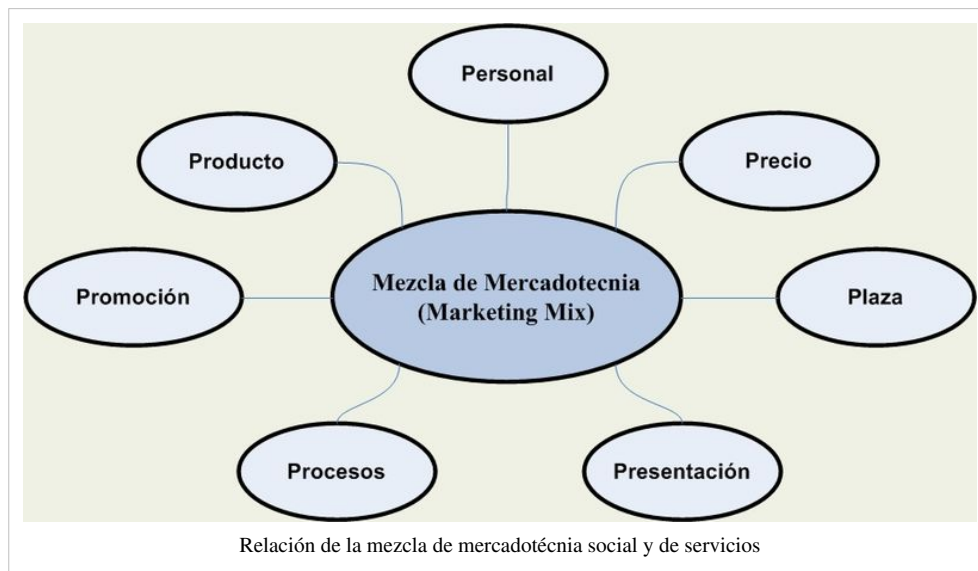 Personal
Producto
Precio
Mezcla de Mercadotecnia
(Marketing Mix)
Promoción
Plaza
Procesos
Presentación
Relación de la mezcla de mercadotécnia social y de servicios